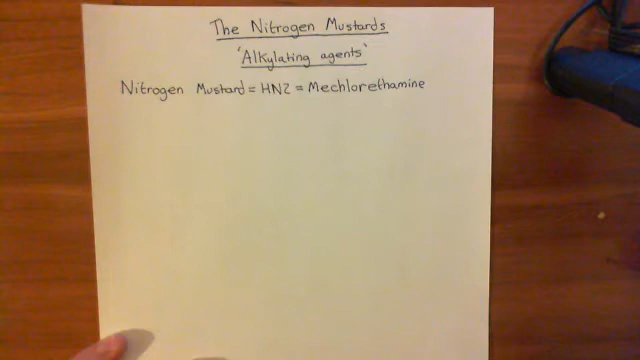 The Nitrogen Mustards
'Alkylating agents'
Nitrogen Mustard = HN2 = Mechlorethamine